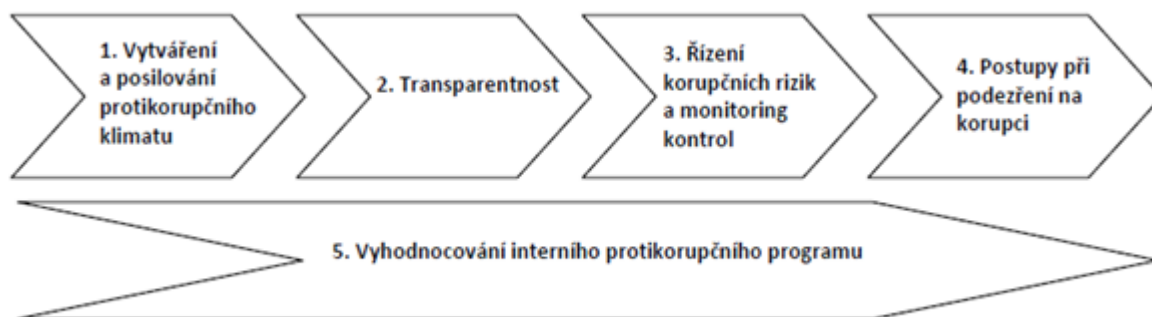 1. Vytváření
a posilování
protikorupčního
klimatu
2. Transparentnost
3. Řízení
korupčních rizik
a monitoring
kontrol
4. Postupy při
podezření na
korupci
5. Vyhodnocování interního protikorupčního programu